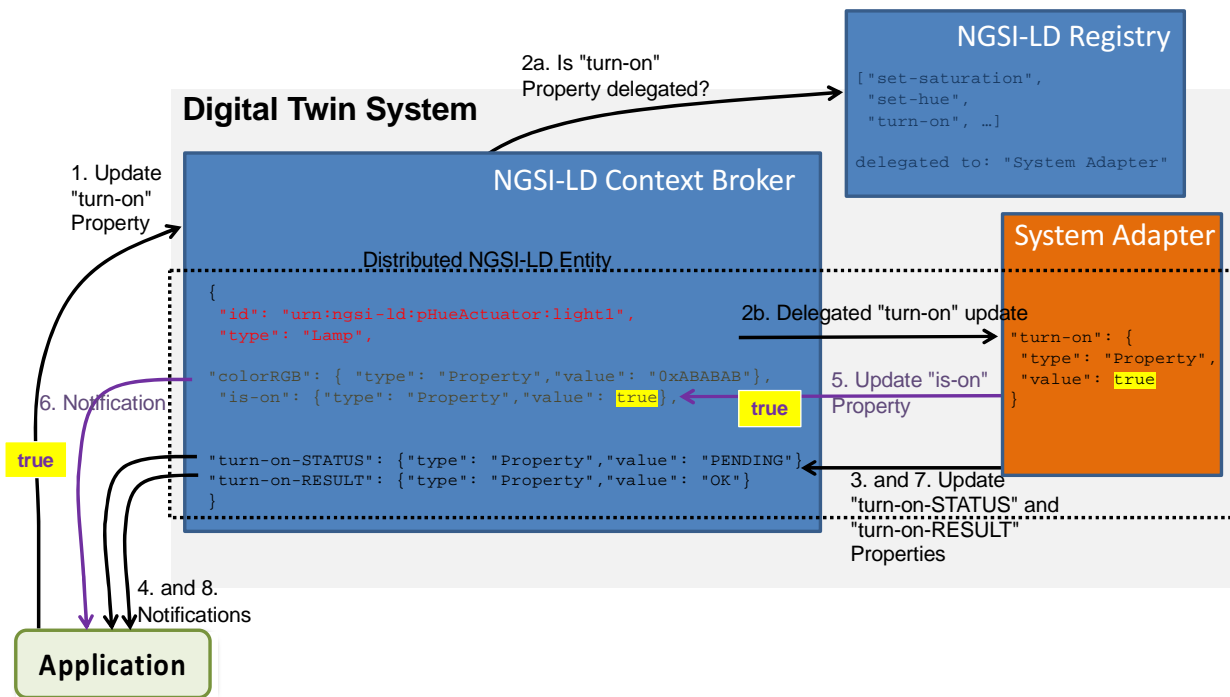 NGSI-LD Registry
2a. Is "turn-on"
Property delegated?
["set-saturation",
"set-hue",
"turn-on", …]
delegated to: "System Adapter"
Digital Twin System
1. Update
"turn-on"
Property
NGSI-LD Context Broker
System Adapter
Distributed NGSI-LD Entity
{
"id": "urn:ngsi-ld:pHueActuator:light1",
"type": "Lamp",
2b. Delegated "turn-on" update
"turn-on": {
"type": "Property",
"value": true
}
"colorRGB": { "type": "Property","value": "0xABABAB"},
"is-on": {"type": "Property","value": true},
5. Update "is-on"
Property
true
6. Notification
true
"turn-on-STATUS": {"type": "Property","value": "PENDING"}
"turn-on-RESULT": {"type": "Property","value": "OK"}
}
3. and 7. Update
"turn-on-STATUS" and
"turn-on-RESULT"
Properties
4. and 8.
Notifications
Application